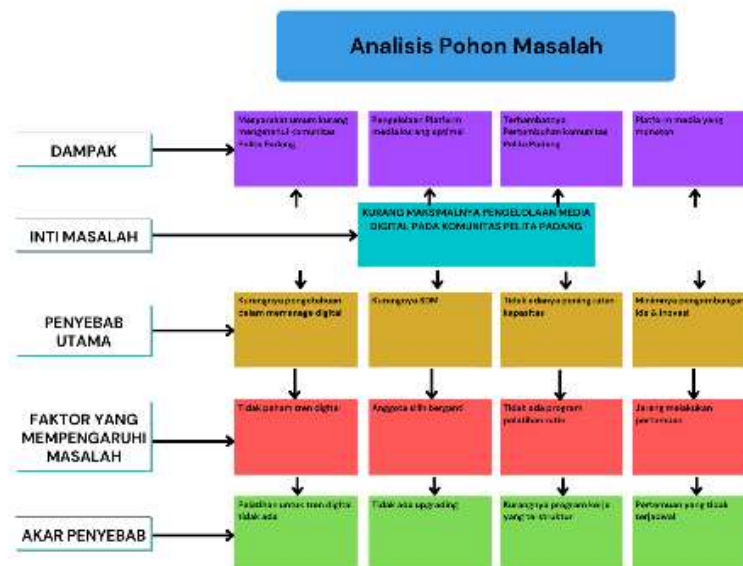 Analisis Pohon Masalah
DAMPAK
Masyarakat umum kurang
mengetahui komunitas
Pelita Padang
Pengelolaan Platform
media kurang optimal
Terhambatnya
Pertumbuhan komunitas
Pelita Padang
Platform media yang
monoton
INTI MASALAH
KURANG MAKSIMALNYA PENGELOLAAN MEDIA
DIGITAL PADA KOMUNITAS PELITA PADANG
PENYEBAB
UTAMA
Kurangnya pengetahuan
dalam memanage digital
Kurangnya SDM
Tidak adanya peningkatan
kapasitas
Minimnya pengembangan
ide & inovasi
FAKTOR YANG
MEMPENGARUHI
MASALAH
Tidak paham tren digital
Anggota silih berganti
Tidak ada program
pelatihan rutin
Jarang melakukan
pertemuan
AKAR PENYEBAB
Pelatihan untuk tren digital
tidak ada
Tidak ada upgrading
Kurangnya program kerja
yang terstruktur
Pertemuan yang tidak
terjadwal